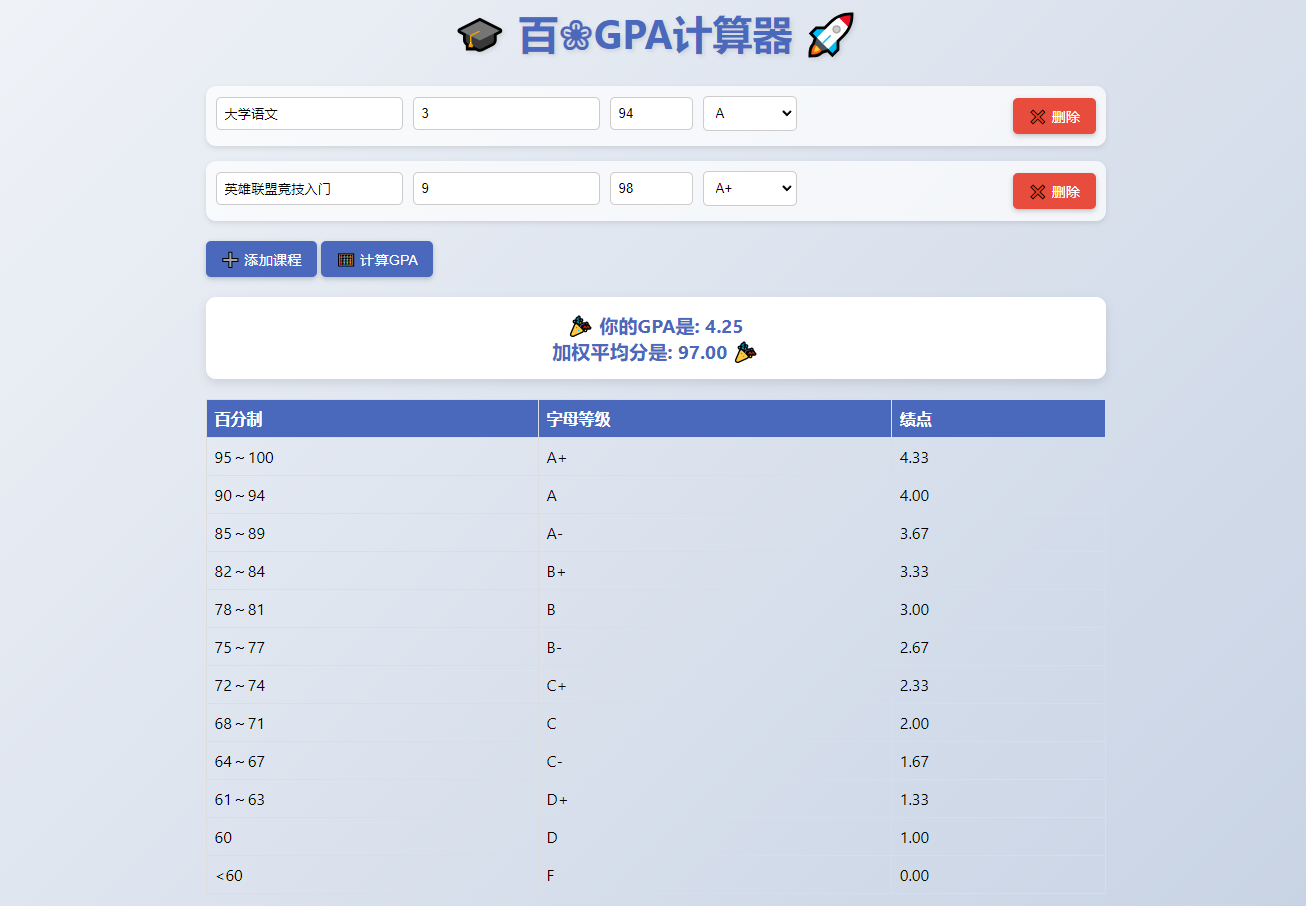 🎓 百❀GPA计算器 🚀
大学语文 3 94 A ❌ 删除
英雄联盟竞技入门 9 98 A+ ❌ 删除
➕ 添加课程 🧮 计算GPA
🎉 你的GPA是: 4.25
加权平均分是: 97.00 🎉
百分制 字母等级 绩点
95～100 A+ 4.33
90～94 A 4.00
85～89 A- 3.67
82～84 B+ 3.33
78～81 B 3.00
75～77 B- 2.67
72～74 C+ 2.33
68～71 C 2.00
64～67 C- 1.67
61～63 D+ 1.33
60 D 1.00
<60 F 0.00